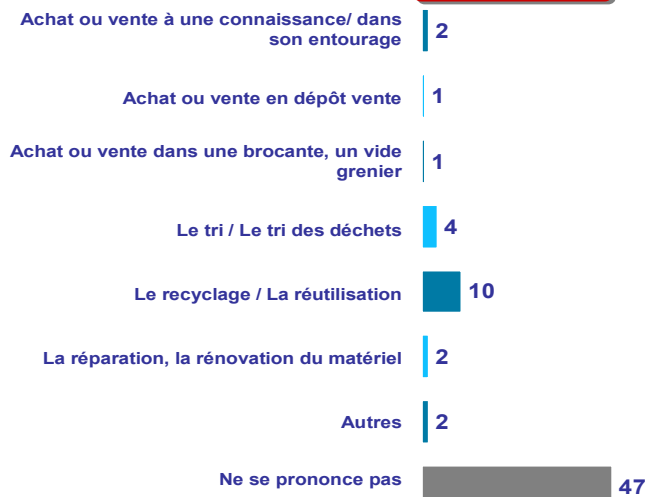 Achat ou vente à une connaissance/ dans
son entourage
2
Achat ou vente en dépôt vente
1
Achat ou vente dans une brocante, un vide
grenier
1
Le tri / Le tri des déchets
4
Le recyclage / La réutilisation
10
La réparation, la rénovation du matériel
2
Autres
2
Ne se prononce pas
47